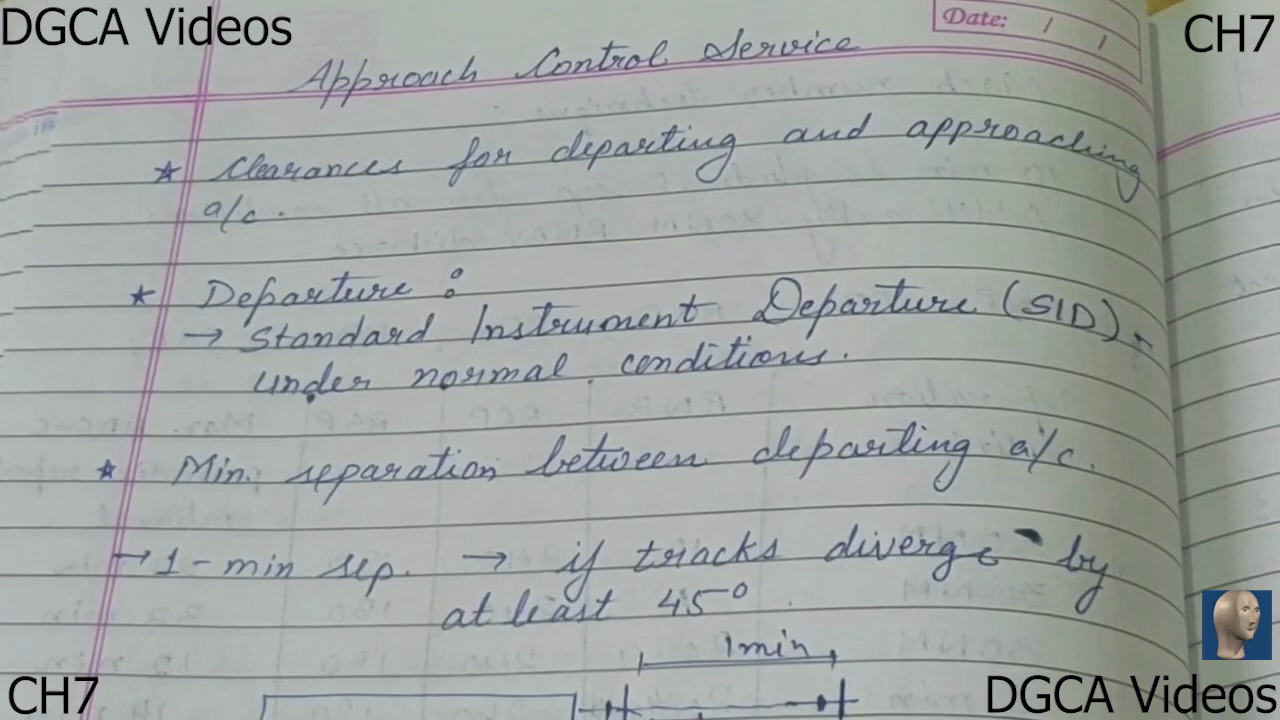 DGCA Videos
CH7
Date: / /
Approach Control Service
★ Clearances for departing and approaching
a/c.
★ Departure :
→ Standard Instrument Departure (SID) -
under normal conditions.
★ Min. separation between departing a/c.
→ 1-min sep. → if tracks diverge by
at least 45°
1min
CH7
DGCA Videos